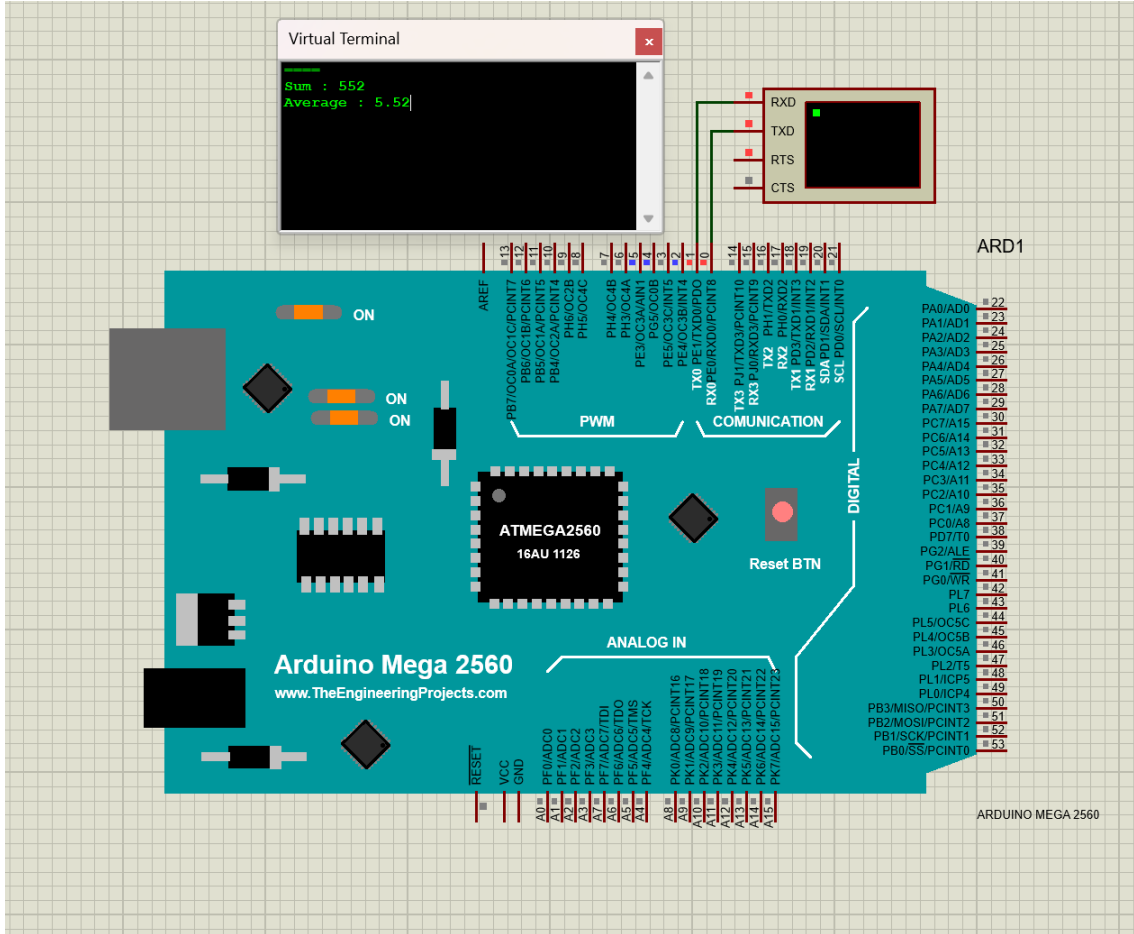 Virtual Terminal
x
====
Sum : 552
Average : 5.52
RXD
TXD
RTS
CTS
ARD1
13
12
11
10
9
8
7
6
5
4
3
2
1
0
14
15
16
17
18
19
20
21
AREF
PB7/OC0A/OC1C/PCINT7
PB6/OC1B/PCINT6
PB5/OC1A/PCINT5
PB4/OC2A/PCINT4
PH6/OC2B
PH5/OC4C
PH4/OC4B
PH3/OC4A
PE3/OC3A/AIN1
PG5/OC0B
PE5/OC3C/INT5
PE4/OC3B/INT4
TX0 PE1/TXD0/PDO
RX0 PE0/RXD0/PCINT8
TX3 PJ1/TXD3/PCINT10
RX3 PJ0/RXD3/PCINT9
TX2 PH1/TXD2
RX2 PH0/RXD2
TX1 PD3/TXD1/INT3
RX1 PD2/RXD1/INT2
SDA PD1/SDA/INT1
SCL PD0/SCL/INT0
ON
ON
ON
PWM
COMUNICATION
DIGITAL
PA0/AD0 22
PA1/AD1 23
PA2/AD2 24
PA3/AD3 25
PA4/AD4 26
PA5/AD5 27
PA6/AD6 28
PA7/AD7 29
PC7/A15 30
PC6/A14 31
PC5/A13 32
PC4/A12 33
PC3/A11 34
PC2/A10 35
PC1/A9 36
PC0/A8 37
PD7/T0 38
PG2/ALE 39
PG1/RD 40
PG0/WR 41
PL7 42
PL6 43
PL5/OC5C 44
PL4/OC5B 45
PL3/OC5A 46
PL2/T5 47
PL1/ICP5 48
PL0/ICP4 49
PB3/MISO/PCINT3 50
PB2/MOSI/PCINT2 51
PB1/SCK/PCINT1 52
PB0/SS/PCINT0 53
ATMEGA2560
16AU 1126
Reset BTN
ANALOG IN
Arduino Mega 2560
www.TheEngineeringProjects.com
RESET
VCC
GND
PF0/ADC0
PF1/ADC1
PF2/ADC2
PF3/ADC3
PF7/ADC7/TDI
PF6/ADC6/TDO
PF5/ADC5/TMS
PF4/ADC4/TCK
PK0/ADC8/PCINT16
PK1/ADC9/PCINT17
PK2/ADC10/PCINT18
PK3/ADC11/PCINT19
PK4/ADC12/PCINT20
PK5/ADC13/PCINT21
PK6/ADC14/PCINT22
PK7/ADC15/PCINT23
A0
A1
A2
A3
A7
A6
A5
A4
A8
A9
A10
A11
A12
A13
A14
A15
ARDUINO MEGA 2560